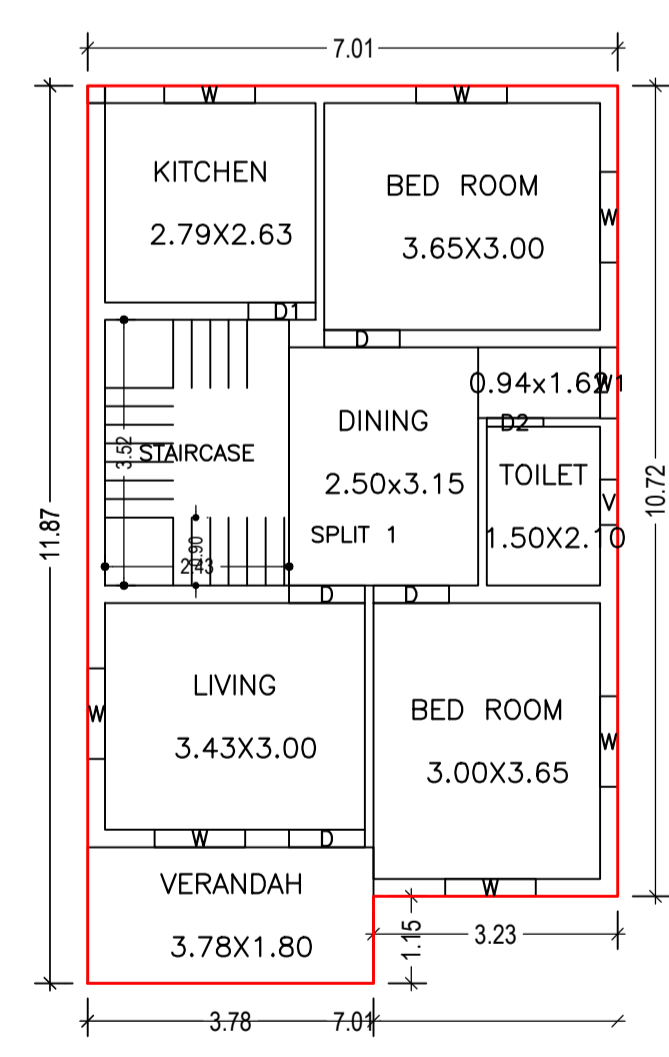 7.01
W
W
KITCHEN
BED ROOM
2.79X2.63
3.65X3.00
W
D1
D
0.94x1.62
W1
DINING
D2
3.52
STAIRCASE
TOILET
2.50x3.15
10.72
V
11.87
SPLIT 1
1.50X2.10
0.90
2.43
D
D
LIVING
BED ROOM
W
3.43X3.00
W
3.00X3.65
W
D
VERANDAH
W
3.78X1.80
1.15
3.23
3.78
7.01